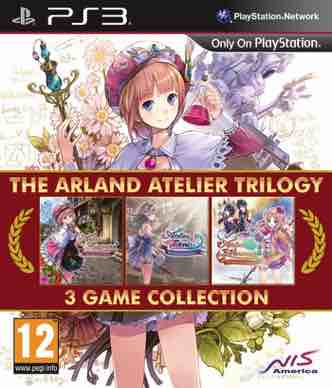 PS3
PlayStation.Network
Only On PlayStation®
THE ARLAND ATELIER TRILOGY
3 GAME COLLECTION
12
www.pegi.info
NIS
America